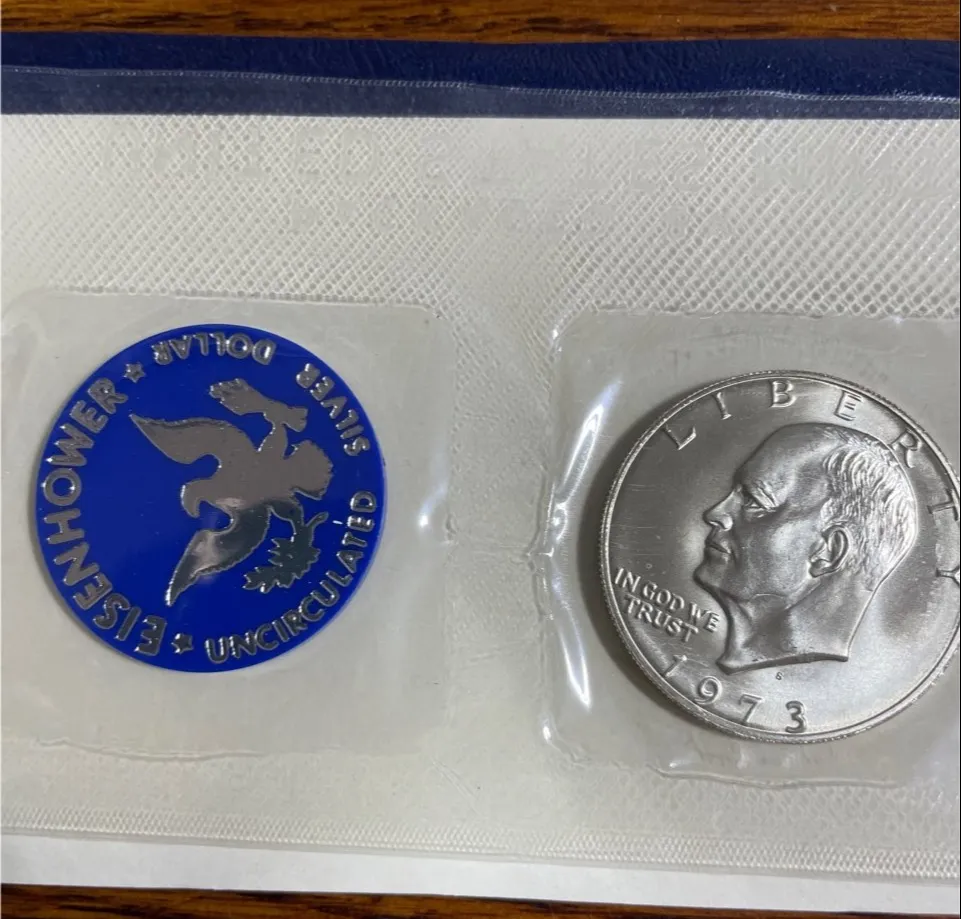 EISENHOWER ★ DOLLAR SILVER UNCIRCULATED ★
LIBERTY
IN GOD WE
TRUST
S
1973